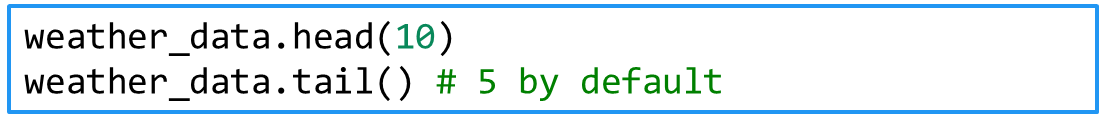 weather_data.head(10)
weather_data.tail() # 5 by default